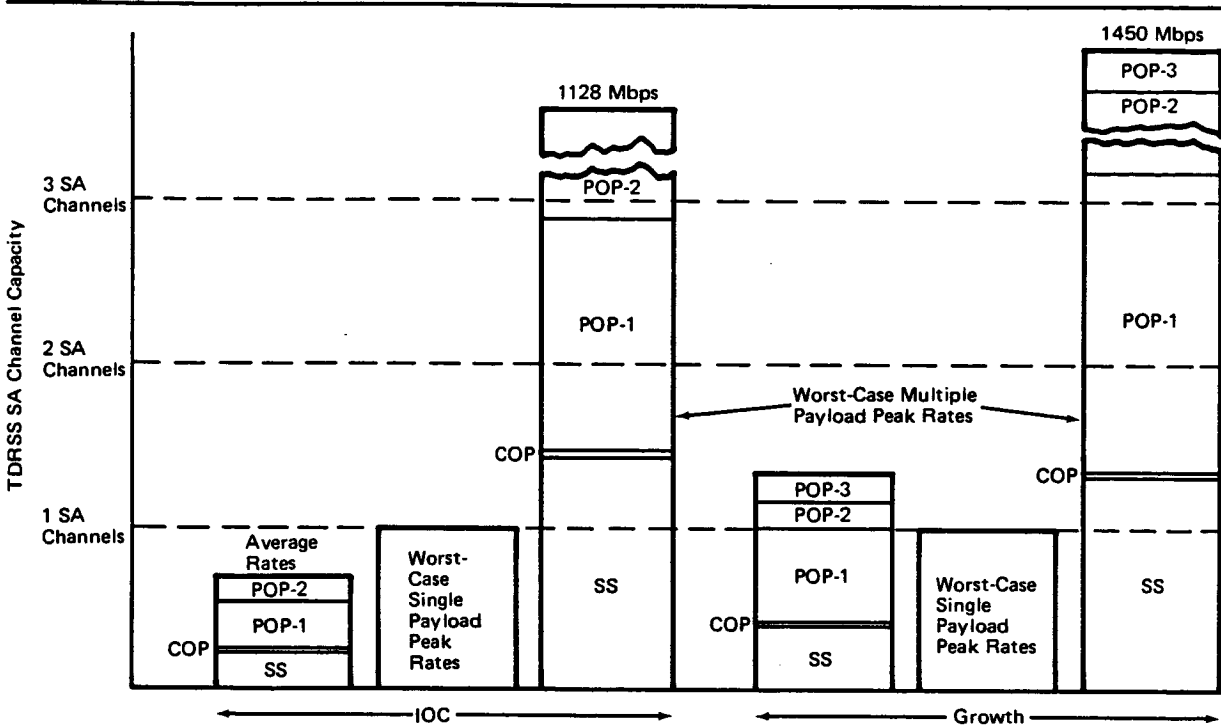 1450 Mbps
POP-3
1128 Mbps
POP-2
3 SA
Channels
POP-2
TDRSS SA Channel Capacity
POP-1
POP-1
2 SA
Channels
Worst-Case Multiple
Payload Peak Rates
COP
COP
POP-3
1 SA
Channels
POP-2
Average
Rates
Worst-
Case
Single
Payload
Peak
Rates
POP-2
POP-1
COP
SS
SS
POP-1
COP
SS
Worst-Case
Single
Payload
Peak Rates
SS
IOC
Growth